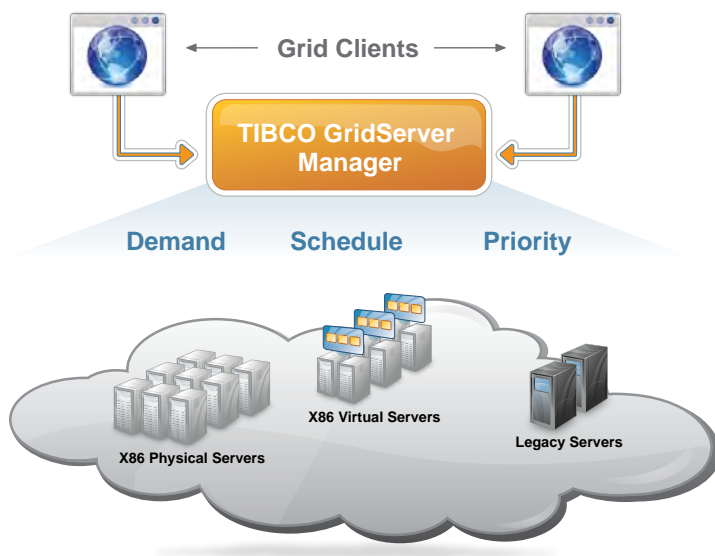 Grid Clients
TIBCO GridServer
Manager
Demand Schedule Priority
X86 Virtual Servers
Legacy Servers
X86 Physical Servers